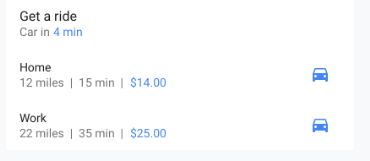 Get a ride
Car in 4 min
Home
12 miles | 15 min | $14.00
Work
22 miles | 35 min | $25.00